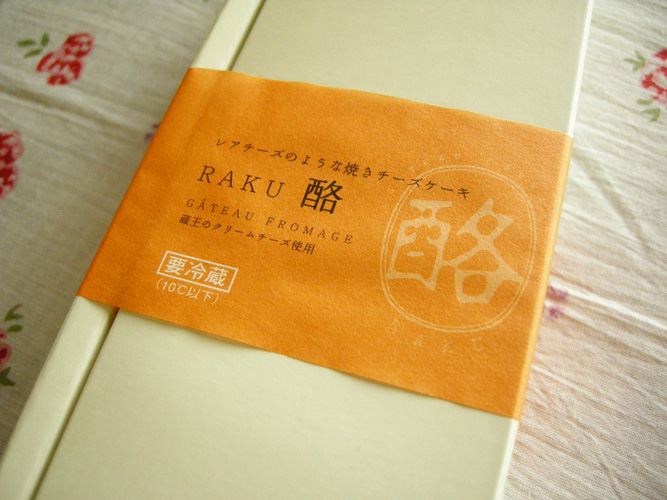 レアチーズのような焼きチーズケーキ
RAKU 酪
GÂTEAU FROMAGE
蔵王のクリームチーズ使用
要冷蔵
(10℃以下)
酪